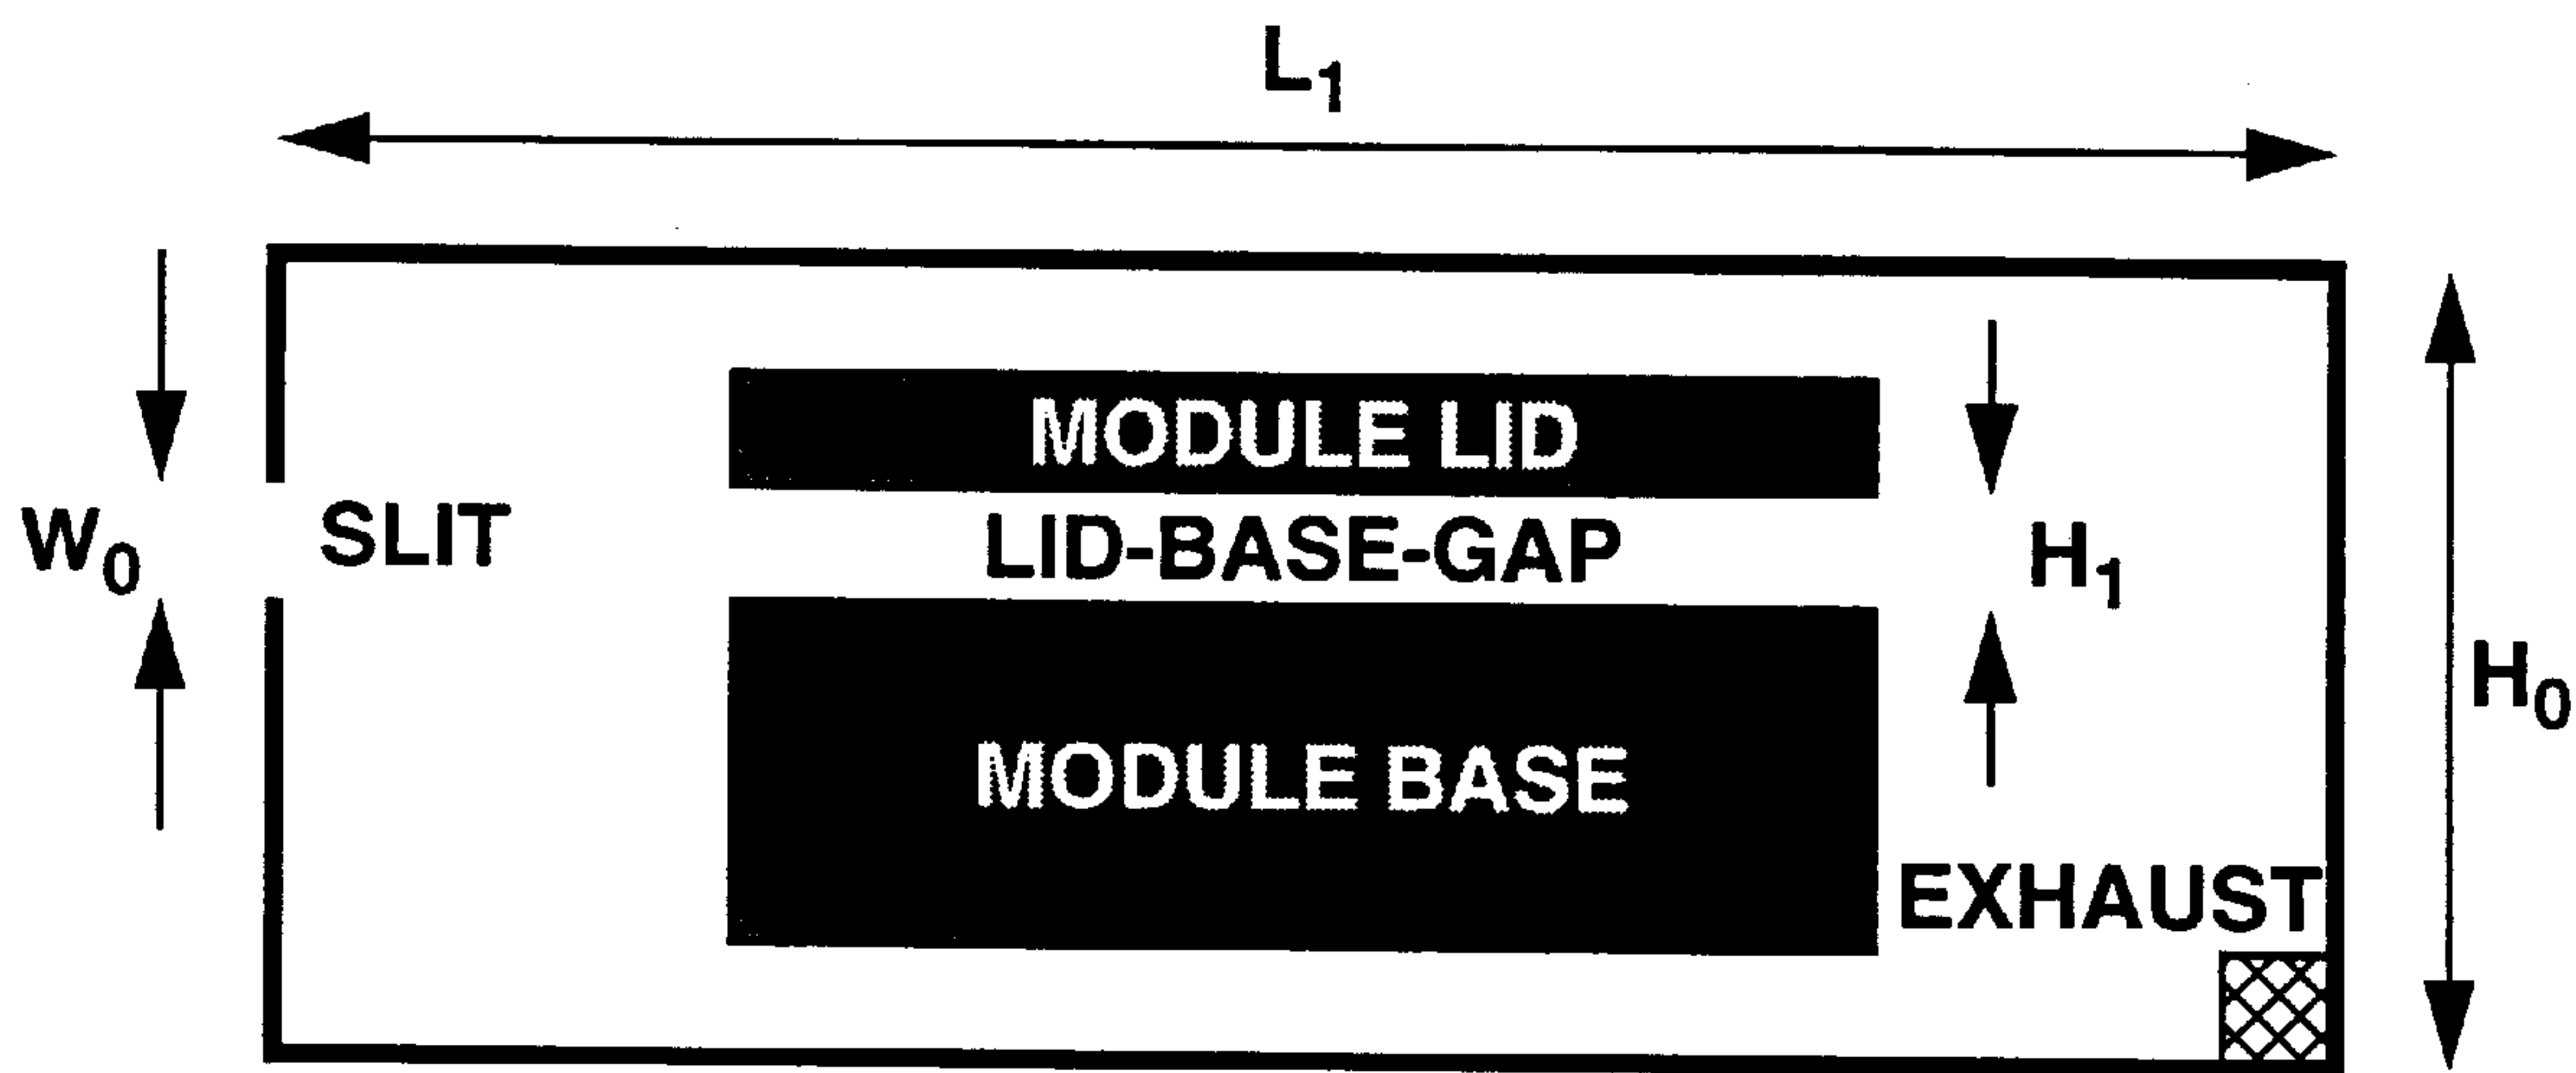 L₁
MODULE LID
W₀
SLIT
LID-BASE-GAP
H₁
H₀
MODULE BASE
EXHAUST